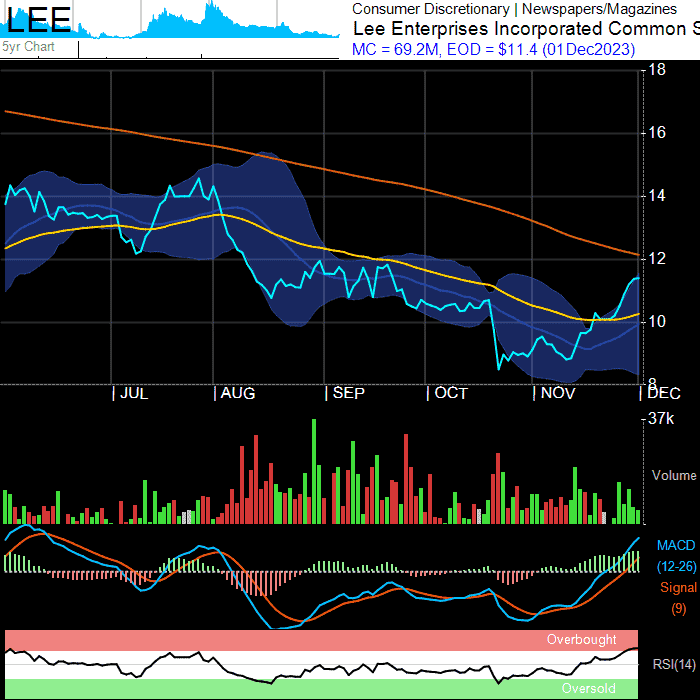 LEE
5yr Chart
Consumer Discretionary | Newspapers/Magazines
Lee Enterprises Incorporated Common S
MC = 69.2M, EOD = $11.4 (01Dec2023)
18
16
14
12
10
8
JUL AUG SEP OCT NOV DEC
37k
Volume
MACD
(12-26)
Signal
(9)
Overbought
RSI(14)
Oversold